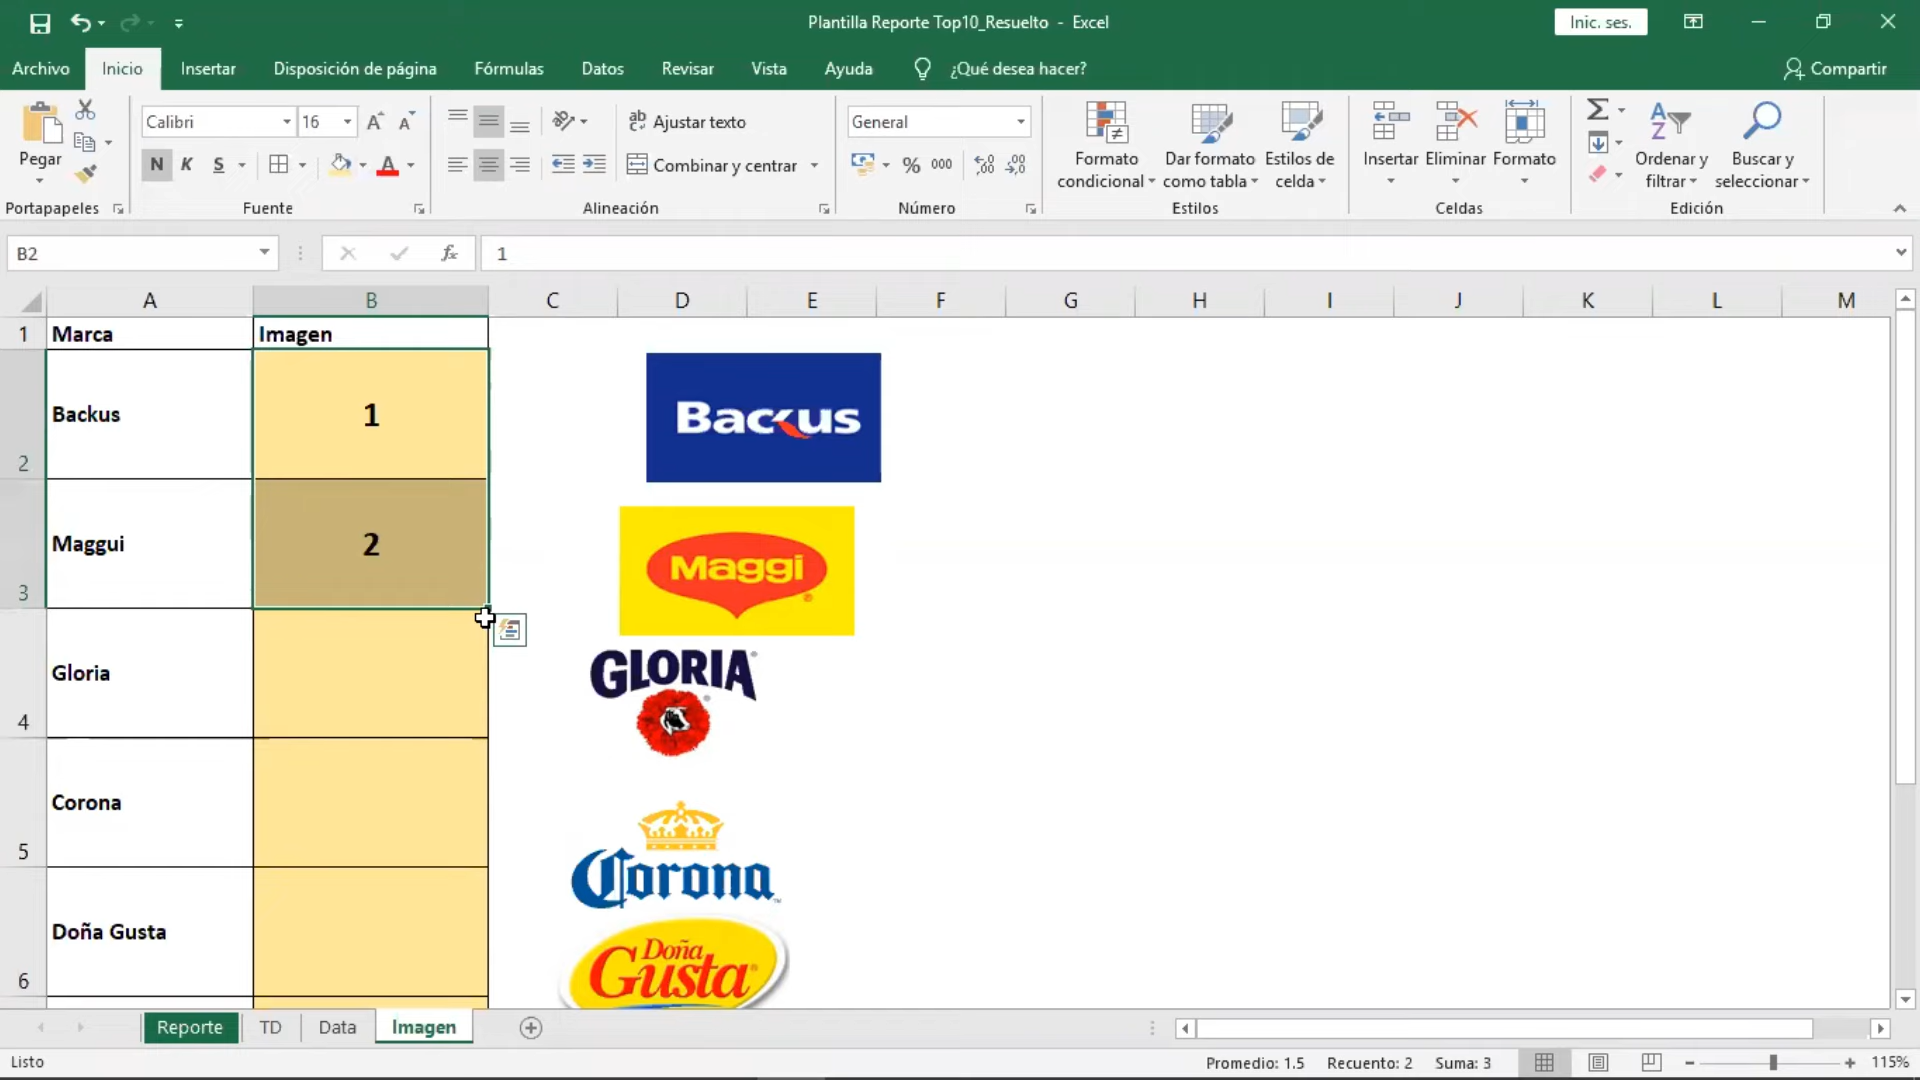 Plantilla Reporte Top10_Resuelto - Excel
Inic. ses.
Archivo Inicio Insertar Disposición de página Fórmulas Datos Revisar Vista Ayuda ¿Qué desea hacer? Compartir
Pegar
Portapapeles
Calibri 16
N K S
Fuente
Ajustar texto
Combinar y centrar
Alineación
General
% 000
Número
Formato condicional
Dar formato como tabla
Estilos de celda
Estilos
Insertar Eliminar Formato
Celdas
Ordenar y filtrar
Buscar y seleccionar
Edición
B2 fx 1
A B C D E F G H I J K L M
1 Marca Imagen
2 Backus 1
Backus
3 Maggui 2
Maggi
4 Gloria
GLORIA
5 Corona
Corona
6 Doña Gusta
Doña
Gusta
Reporte TD Data Imagen
Listo Promedio: 1.5 Recuento: 2 Suma: 3 115%